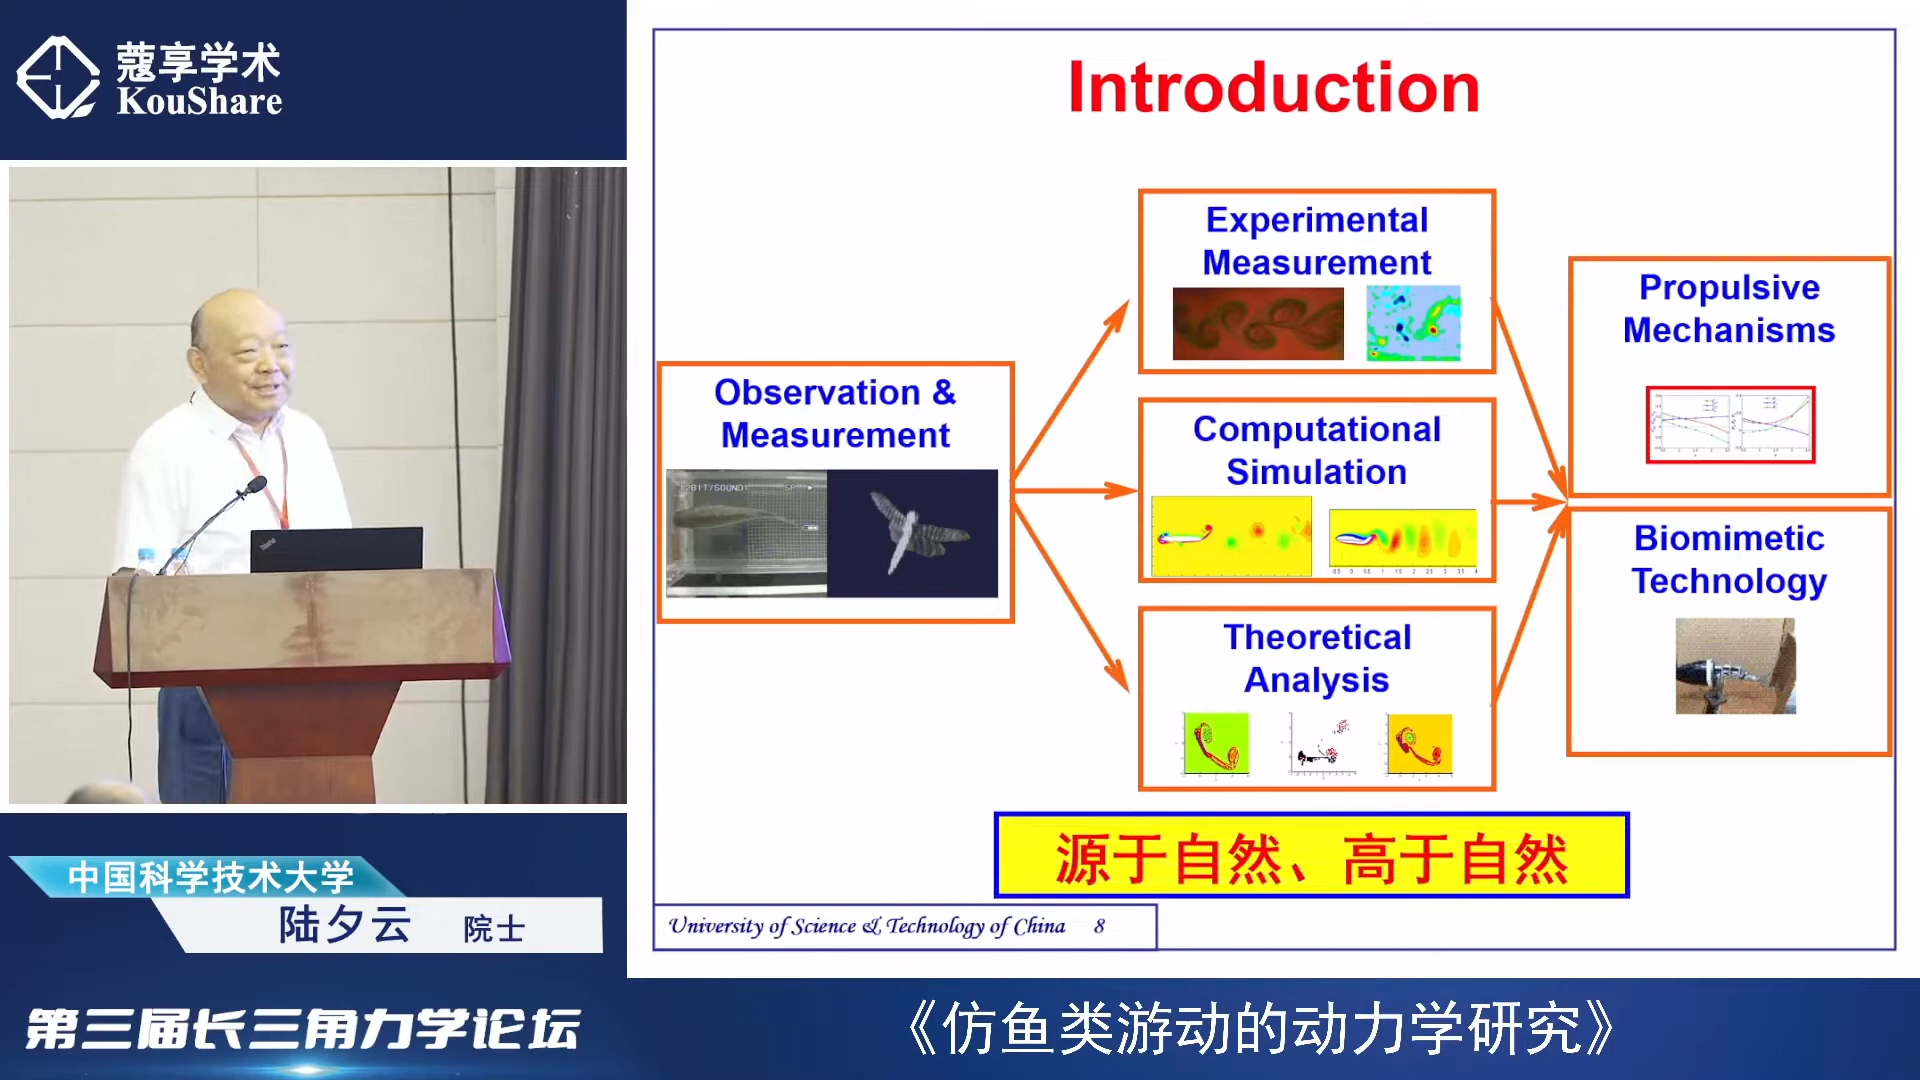 蔻享学术
KouShare
Introduction
Experimental
Measurement
Propulsive
Mechanisms
Observation &
Measurement
Computational
Simulation
Biomimetic
Technology
Theoretical
Analysis
源于自然、高于自然
University of Science & Technology of China 8
中国科学技术大学
陆夕云 院士
第三届长三角力学论坛
《仿鱼类游动的动力学研究》